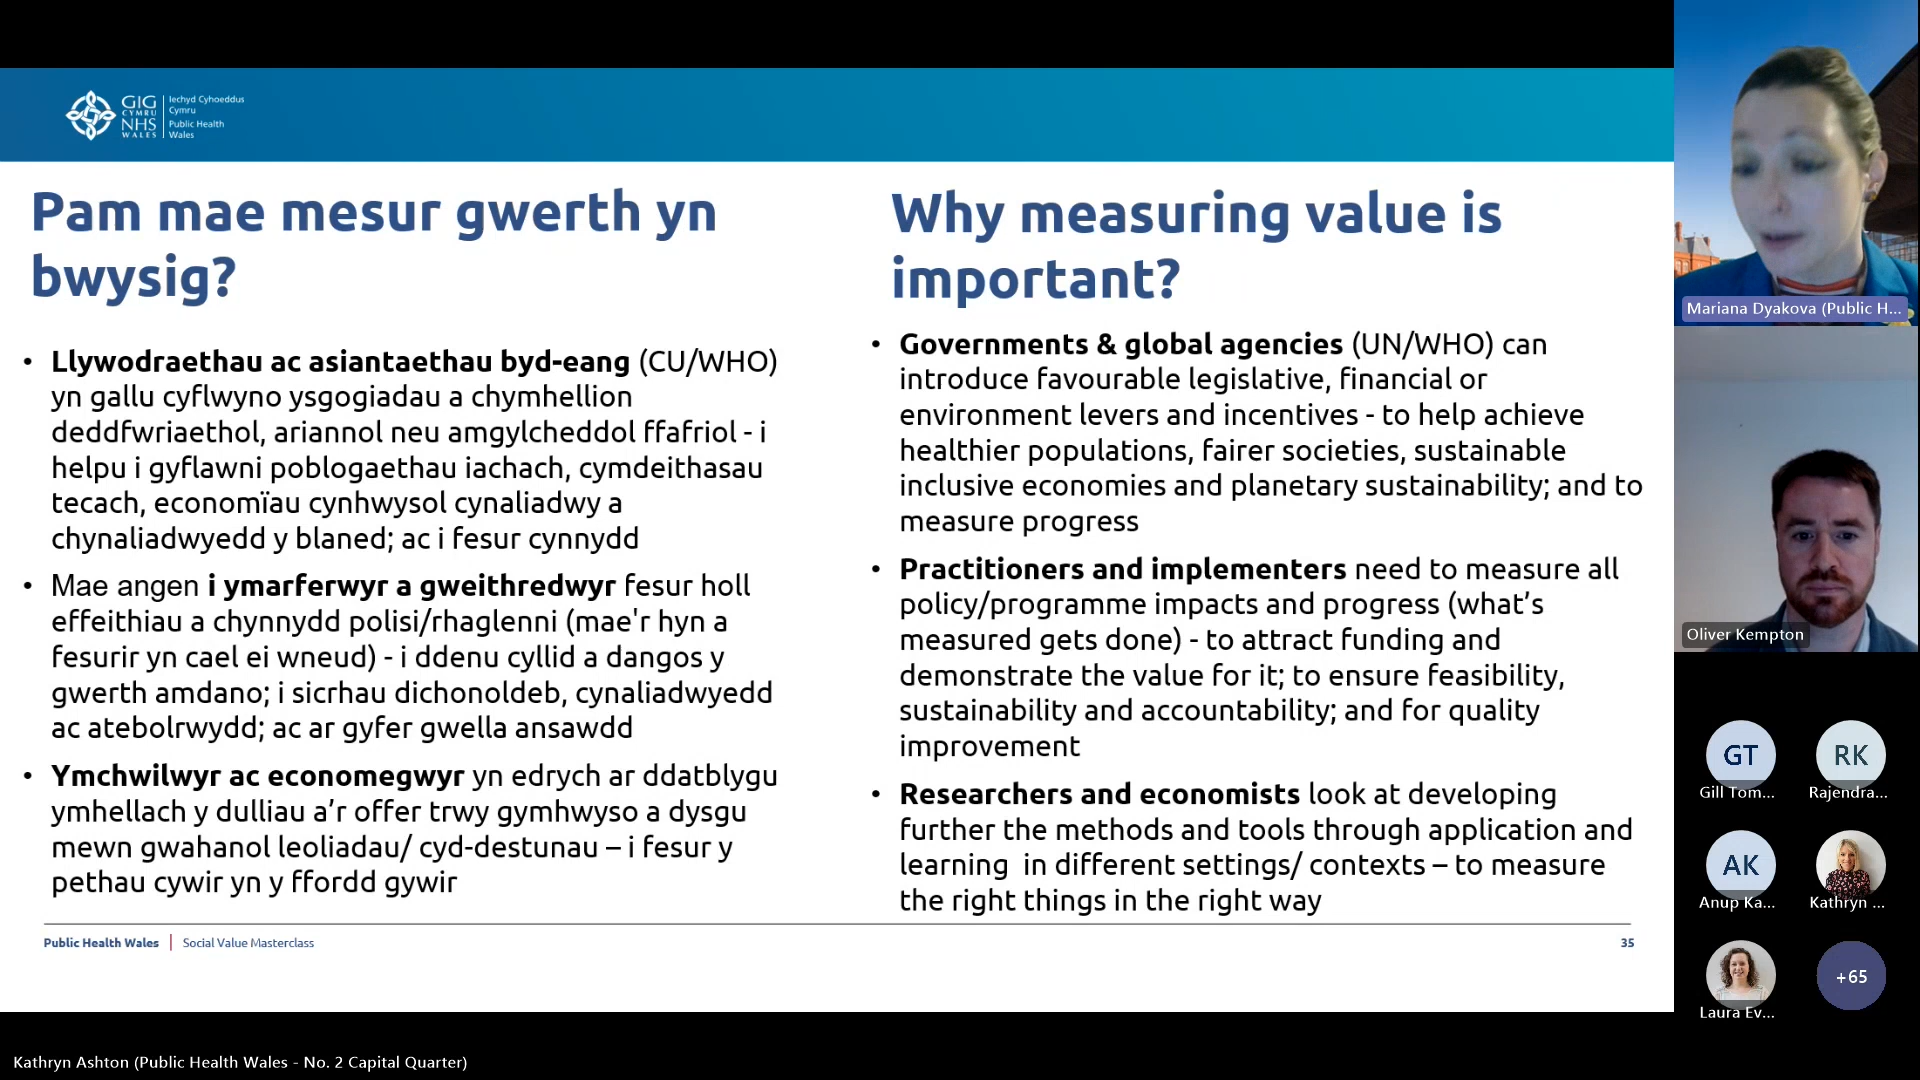 GIG
CYMRU
NHS
WALES
Iechyd Cyhoeddus
Cymru
Public Health
Wales
Pam mae mesur gwerth yn
bwysig?
• Llywodraethau ac asiantaethau byd-eang (CU/WHO)
yn gallu cyflwyno ysgogiadau a chymhellion
deddfwriaethol, ariannol neu amgylcheddol ffafriol - i
helpu i gyflawni poblogaethau iachach, cymdeithasau
tecach, economïau cynhwysol cynaliadwy a
chynaliadwyedd y blaned; ac i fesur cynnydd
• Mae angen i ymarferwyr a gweithredwyr fesur holl
effeithiau a chynnydd polisi/rhaglenni (mae'r hyn a
fesurir yn cael ei wneud) - i ddenu cyllid a dangos y
gwerth amdano; i sicrhau dichonoldeb, cynaliadwyedd
ac atebolrwydd; ac ar gyfer gwella ansawdd
• Ymchwilwyr ac economegwyr yn edrych ar ddatblygu
ymhellach y dulliau a’r offer trwy gymhwyso a dysgu
mewn gwahanol leoliadau/ cyd-destunau – i fesur y
pethau cywir yn y ffordd gywir
Why measuring value is
important?
• Governments & global agencies (UN/WHO) can
introduce favourable legislative, financial or
environment levers and incentives - to help achieve
healthier populations, fairer societies, sustainable
inclusive economies and planetary sustainability; and to
measure progress
• Practitioners and implementers need to measure all
policy/programme impacts and progress (what’s
measured gets done) - to attract funding and
demonstrate the value for it; to ensure feasibility,
sustainability and accountability; and for quality
improvement
• Researchers and economists look at developing
further the methods and tools through application and
learning in different settings/ contexts – to measure
the right things in the right way
Public Health Wales | Social Value Masterclass
35
Mariana Dyakova (Public H...
Oliver Kempton
GT
Gill Tom...
RK
Rajendra...
AK
Anup Ka...
Kathryn ...
Laura Ev...
+65
Kathryn Ashton (Public Health Wales - No. 2 Capital Quarter)